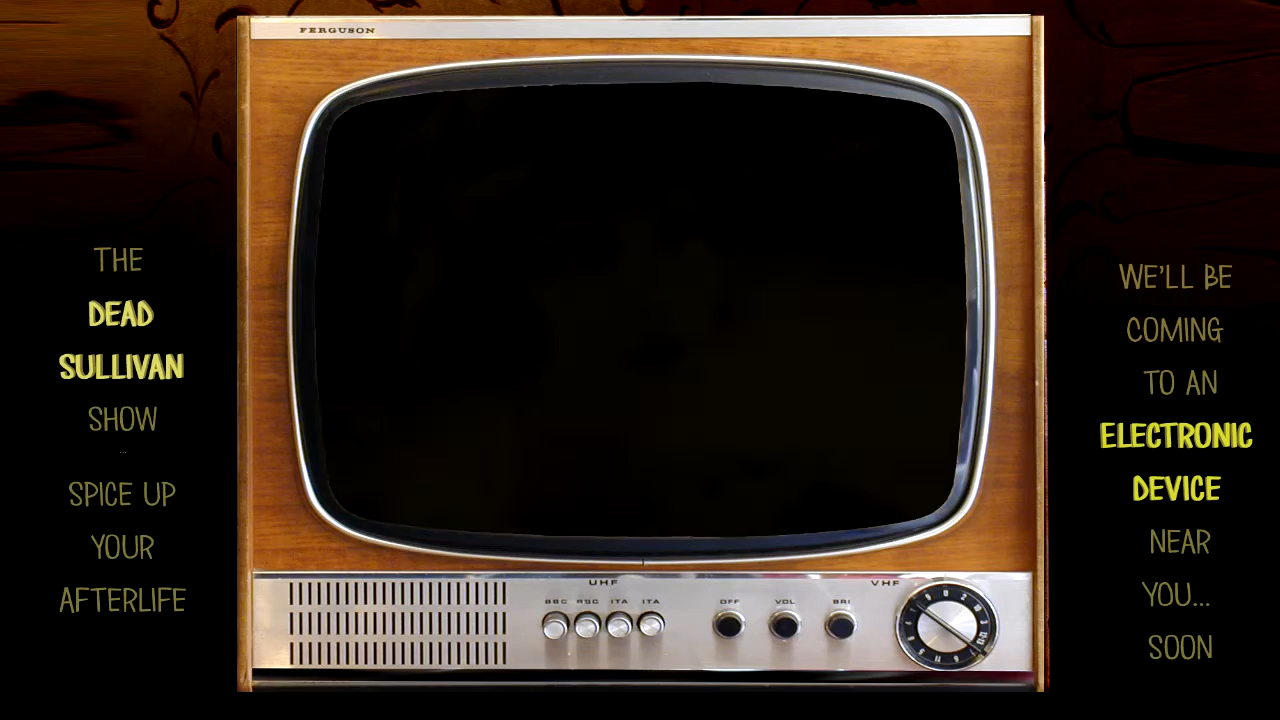 FERGUSON
THE
DEAD
SULLIVAN
SHOW
...
SPICE UP
YOUR
AFTERLIFE
WE'LL BE
COMING
TO AN
ELECTRONIC
DEVICE
NEAR
YOU...
SOON
UHF
VHF
BBC
ITA
ITA
OFF
VOL
BRI